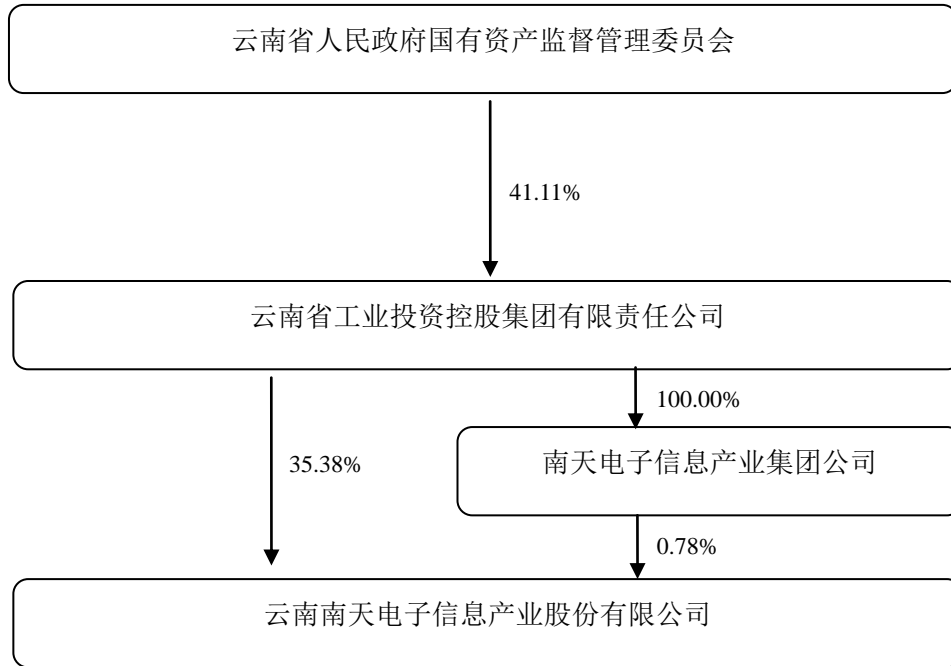 云南省人民政府国有资产监督管理委员会
41.11%
云南省工业投资控股集团有限责任公司
100.00%
35.38%
南天电子信息产业集团公司
0.78%
云南南天电子信息产业股份有限公司